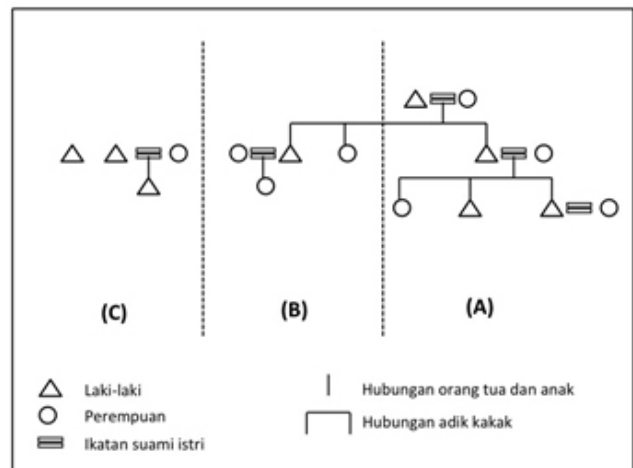 (C)
(B)
(A)
Laki-laki
Perempuan
Ikatan suami istri
Hubungan orang tua dan anak
Hubungan adik kakak